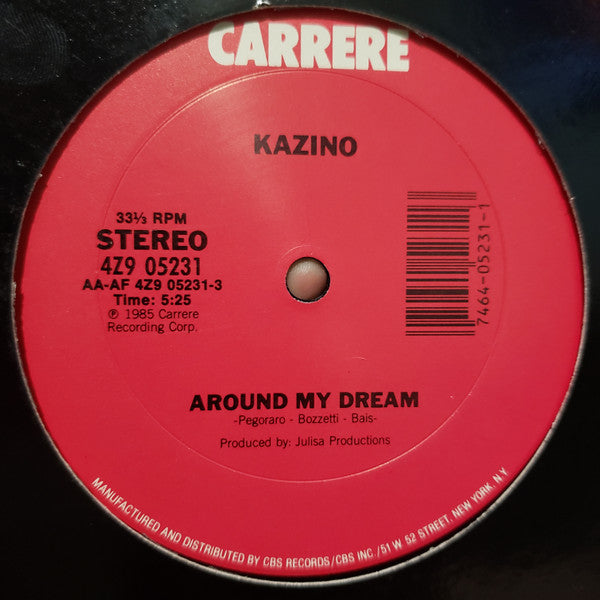 CARRERE
KAZINO
33⅓ RPM
STEREO
4Z9 05231
AA-AF 4Z9 05231-3
Time: 5:25
℗ 1985 Carrere
Recording Corp.
7464-05231-1
AROUND MY DREAM
-Pegoraro - Bozzetti - Bais-
Produced by: Julisa Productions
MANUFACTURED AND DISTRIBUTED BY CBS RECORDS/CBS INC./51 W 52 STREET, NEW YORK, N.Y.